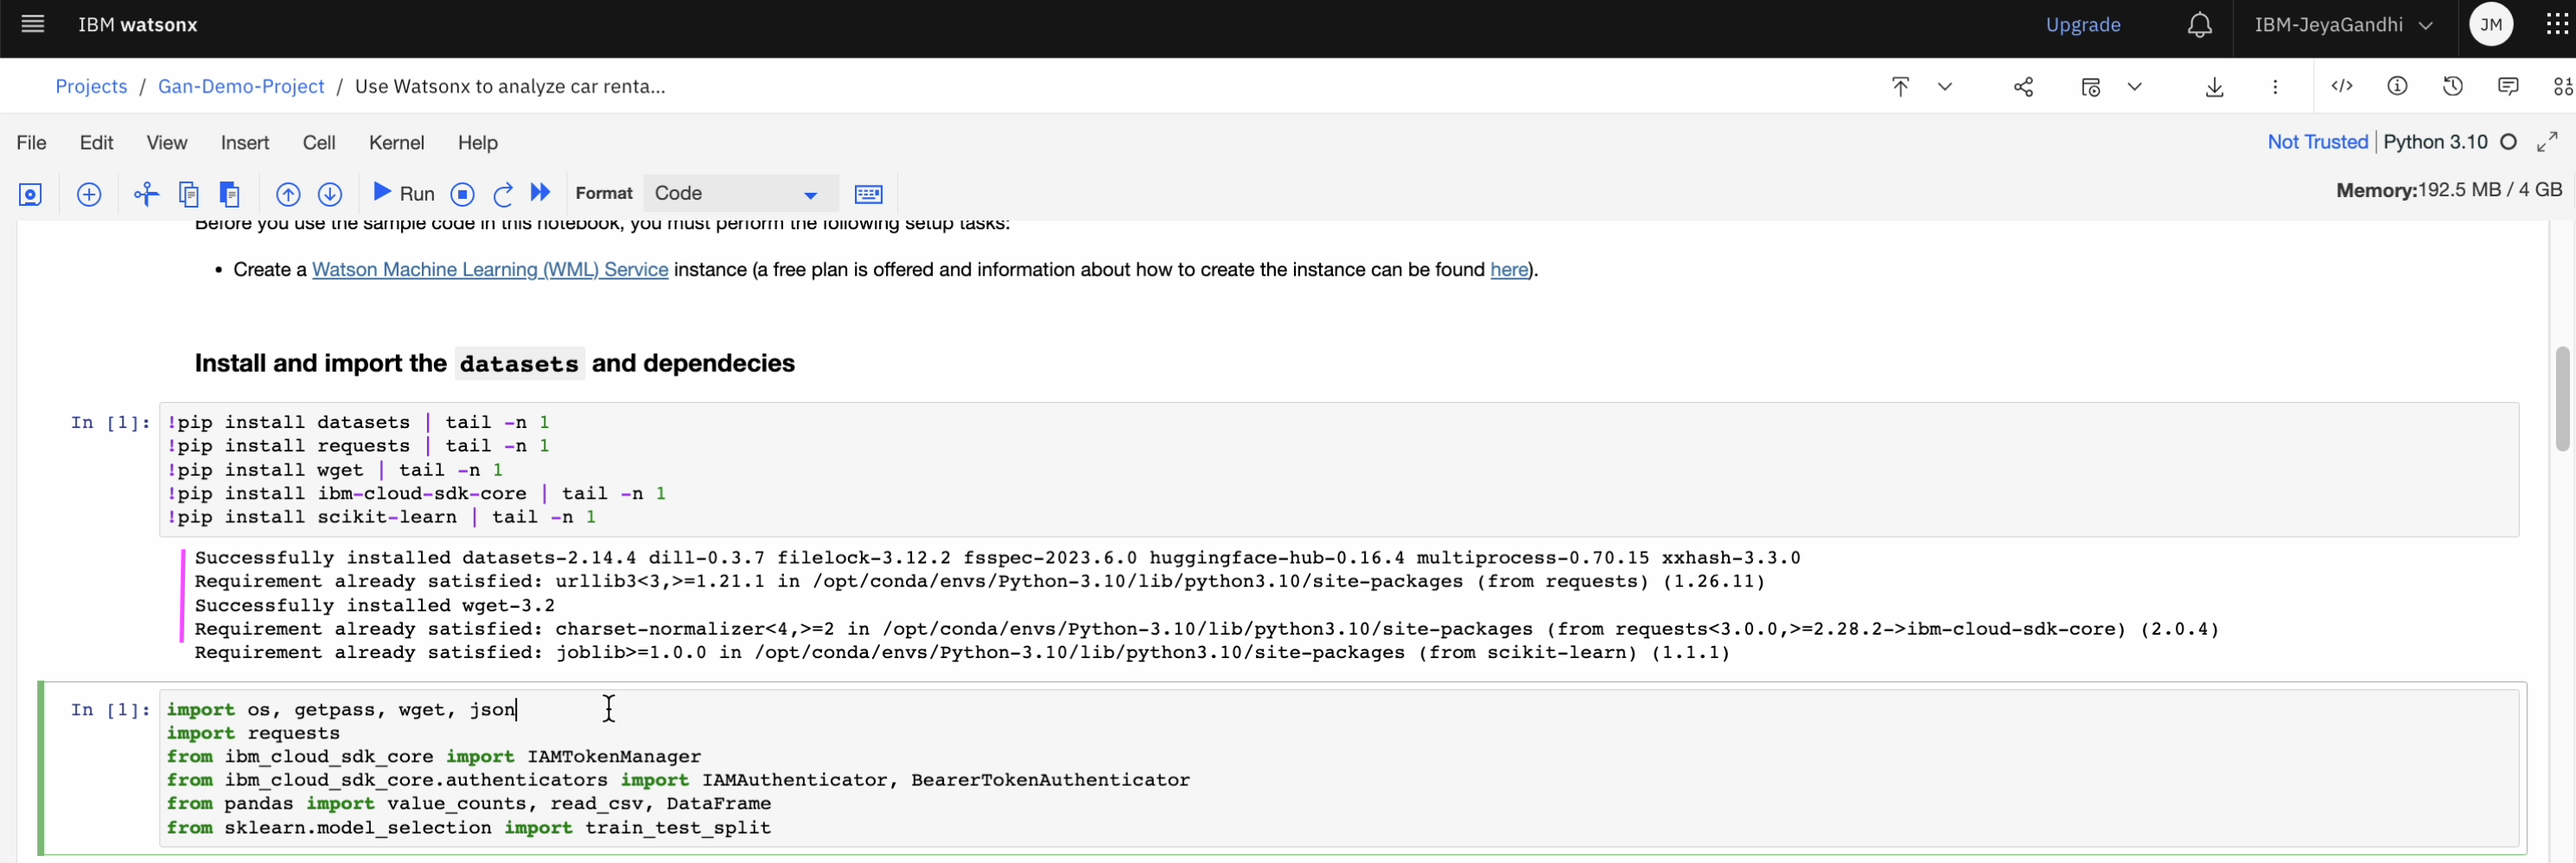 IBM watsonx
Upgrade
IBM-JeyaGandhi
JM
Projects / Gan-Demo-Project / Use Watsonx to analyze car renta...
File Edit View Insert Cell Kernel Help
Not Trusted Python 3.10
Run
Format
Code
Memory:192.5 MB / 4 GB
Before you use the sample code in this notebook, you must perform the following setup tasks:
• Create a Watson Machine Learning (WML) Service instance (a free plan is offered and information about how to create the instance can be found here).
Install and import the datasets and dependecies
In [1]:
!pip install datasets | tail -n 1
!pip install requests | tail -n 1
!pip install wget | tail -n 1
!pip install ibm-cloud-sdk-core | tail -n 1
!pip install scikit-learn | tail -n 1
Successfully installed datasets-2.14.4 dill-0.3.7 filelock-3.12.2 fsspec-2023.6.0 huggingface-hub-0.16.4 multiprocess-0.70.15 xxhash-3.3.0
Requirement already satisfied: urllib3<3,>=1.21.1 in /opt/conda/envs/Python-3.10/lib/python3.10/site-packages (from requests) (1.26.11)
Successfully installed wget-3.2
Requirement already satisfied: charset-normalizer<4,>=2 in /opt/conda/envs/Python-3.10/lib/python3.10/site-packages (from requests<3.0.0,>=2.28.2->ibm-cloud-sdk-core) (2.0.4)
Requirement already satisfied: joblib>=1.0.0 in /opt/conda/envs/Python-3.10/lib/python3.10/site-packages (from scikit-learn) (1.1.1)
In [1]:
import os, getpass, wget, json
import requests
from ibm_cloud_sdk_core import IAMTokenManager
from ibm_cloud_sdk_core.authenticators import IAMAuthenticator, BearerTokenAuthenticator
from pandas import value_counts, read_csv, DataFrame
from sklearn.model_selection import train_test_split